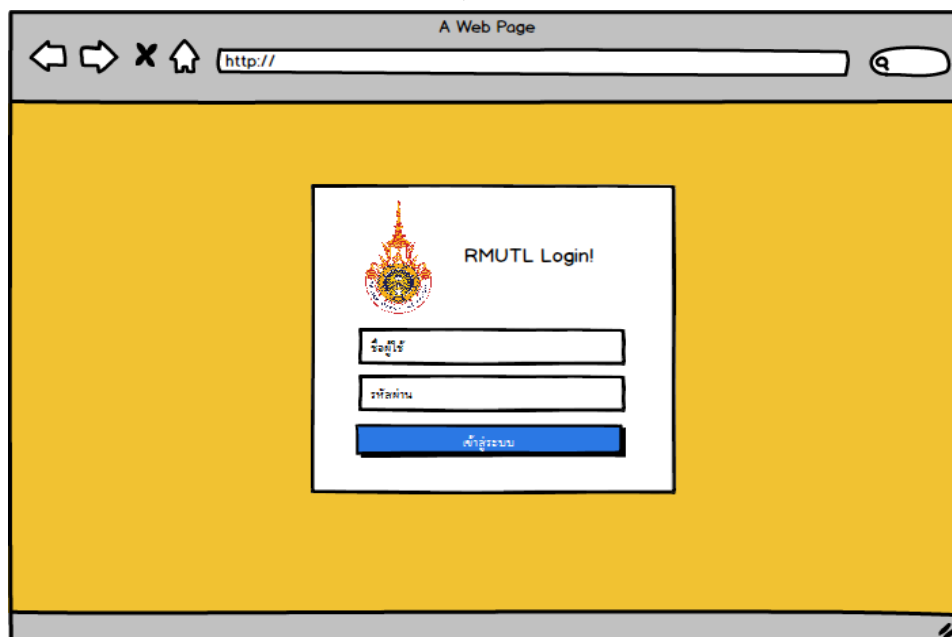 A Web Page
http://
RMUTL Login!
ชื่อผู้ใช้
รหัสผ่าน
เข้าสู่ระบบ